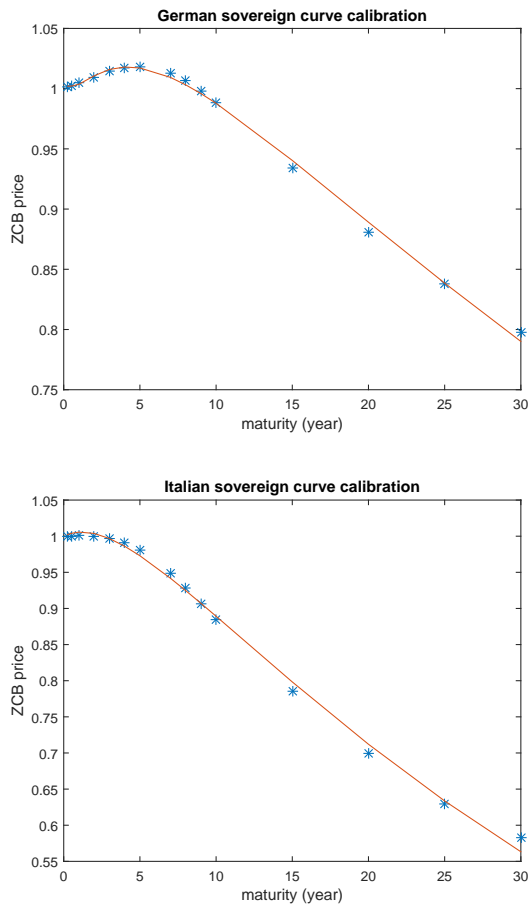 German sovereign curve calibration
1.05
1
0.95
0.9
0.85
0.8
0.75
ZCB price
0 5 10 15 20 25 30
maturity (year)
Italian sovereign curve calibration
1.05
1
0.95
0.9
0.85
0.8
0.75
0.7
0.65
0.6
0.55
ZCB price
0 5 10 15 20 25 30
maturity (year)